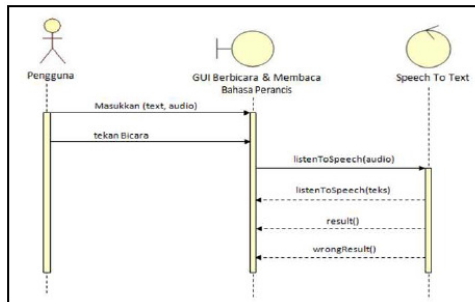 Pengguna
GUI Berbicara & Membaca
Bahasa Perancis
Speech To Text
Masukkan (text, audio)
tekan Bicara
listenToSpeech(audio)
listenToSpeech(teks)
result()
wrongResult()